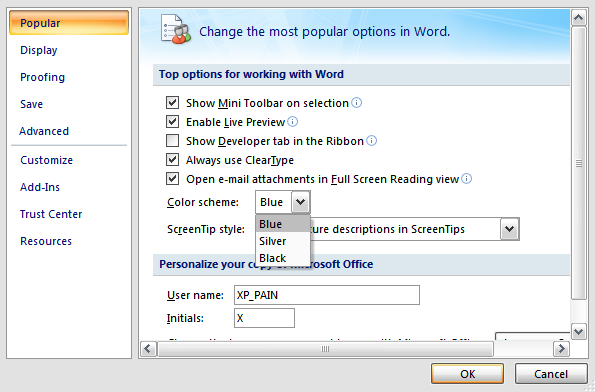 Popular
Display
Proofing
Save
Advanced
Customize
Add-Ins
Trust Center
Resources
Change the most popular options in Word.
Top options for working with Word
Show Mini Toolbar on selection
Enable Live Preview
Show Developer tab in the Ribbon
Always use ClearType
Open e-mail attachments in Full Screen Reading view
Color scheme: Blue
Blue
Silver
Black
ScreenTip style: ture descriptions in ScreenTips
Personalize your copy of Microsoft Office
User name: XP_PAIN
Initials: X
OK Cancel